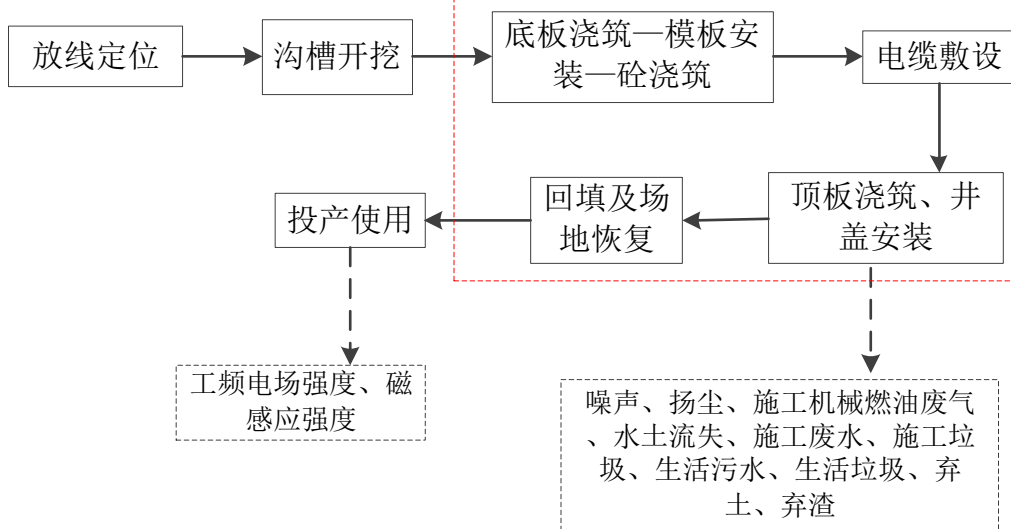 放线定位
沟槽开挖
底板浇筑—模板安
装—砼浇筑
电缆敷设
投产使用
回填及场
地恢复
顶板浇筑、井
盖安装
工频电场强度、磁
感应强度
噪声、扬尘、施工机械燃油废气
、水土流失、施工废水、施工垃
圾、生活污水、生活垃圾、弃
土、弃渣